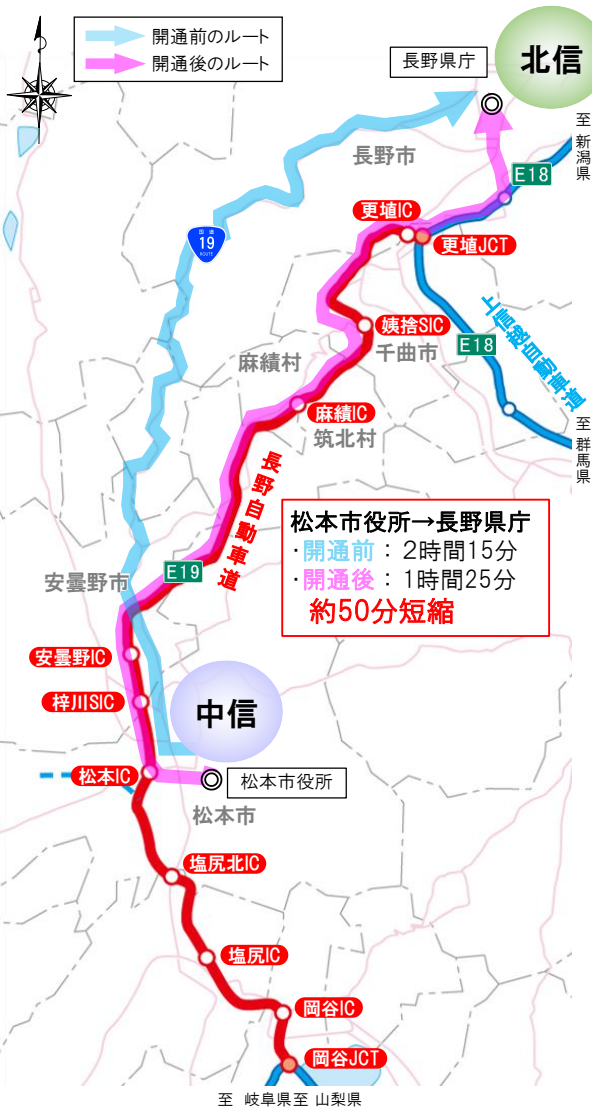 開通前のルート
開通後のルート
長野県庁
北信
至 新潟県
長野市
E18
国道
19
ROUTE
更埴IC
更埴JCT
姨捨SIC
E18
上信越自動車道
千曲市
麻績村
麻績IC
筑北村
至 群馬県
長野自動車道
松本市役所→長野県庁
・開通前：2時間15分
・開通後：1時間25分
約50分短縮
E19
安曇野市
安曇野IC
梓川SIC
中信
松本IC
松本市役所
松本市
塩尻北IC
塩尻IC
岡谷IC
岡谷JCT
至 岐阜県
至 山梨県